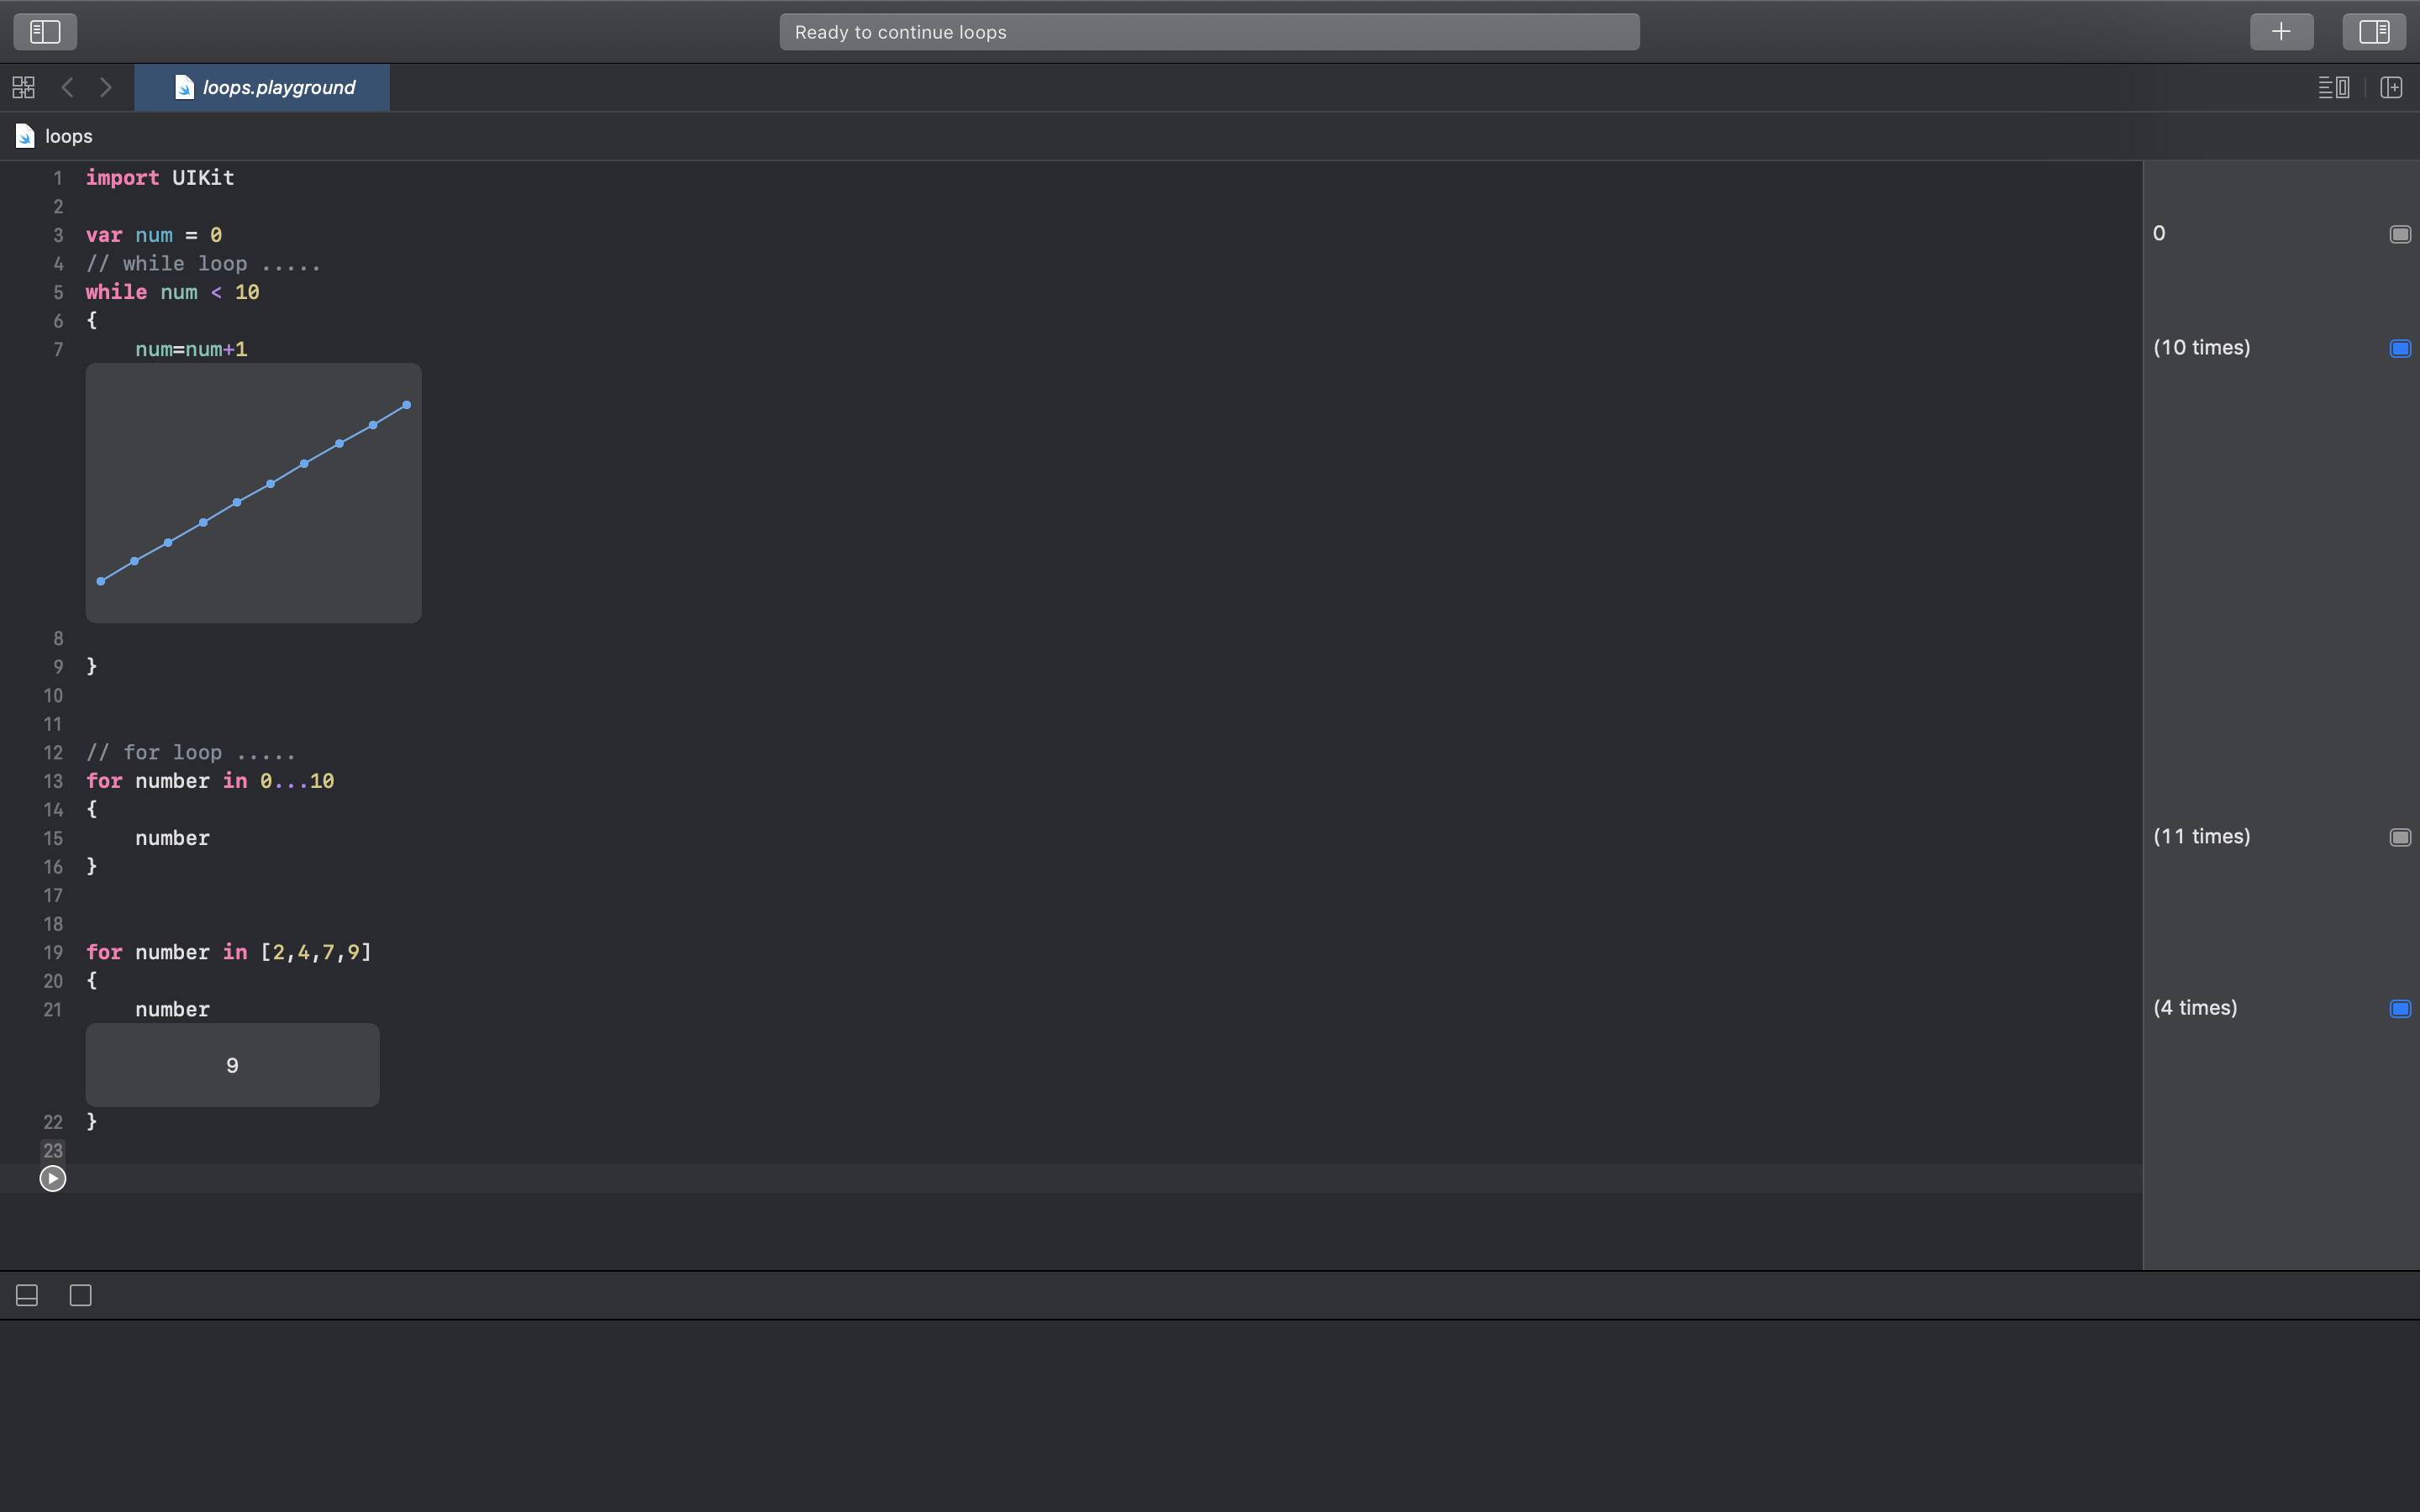 Ready to continue loops
loops.playground
loops
1 import UIKit
2
3 var num = 0 0
4 // while loop .....
5 while num < 10
6 {
7     num=num+1 (10 times)
8
9 }
10
11
12 // for loop .....
13 for number in 0...10
14 {
15     number (11 times)
16 }
17
18
19 for number in [2,4,7,9]
20 {
21     number (4 times)
9
22 }
23